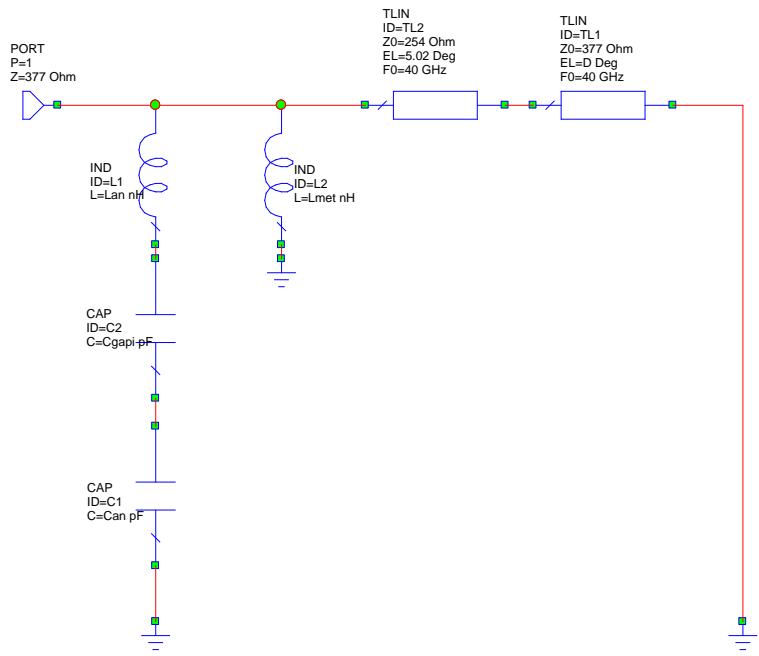 PORT
P=1
Z=377 Ohm
TLIN
ID=TL2
Z0=254 Ohm
EL=5.02 Deg
F0=40 GHz
TLIN
ID=TL1
Z0=377 Ohm
EL=D Deg
F0=40 GHz
IND
ID=L1
L=Lan nH
IND
ID=L2
L=Lmet nH
CAP
ID=C2
C=Cgapi pF
CAP
ID=C1
C=Can pF